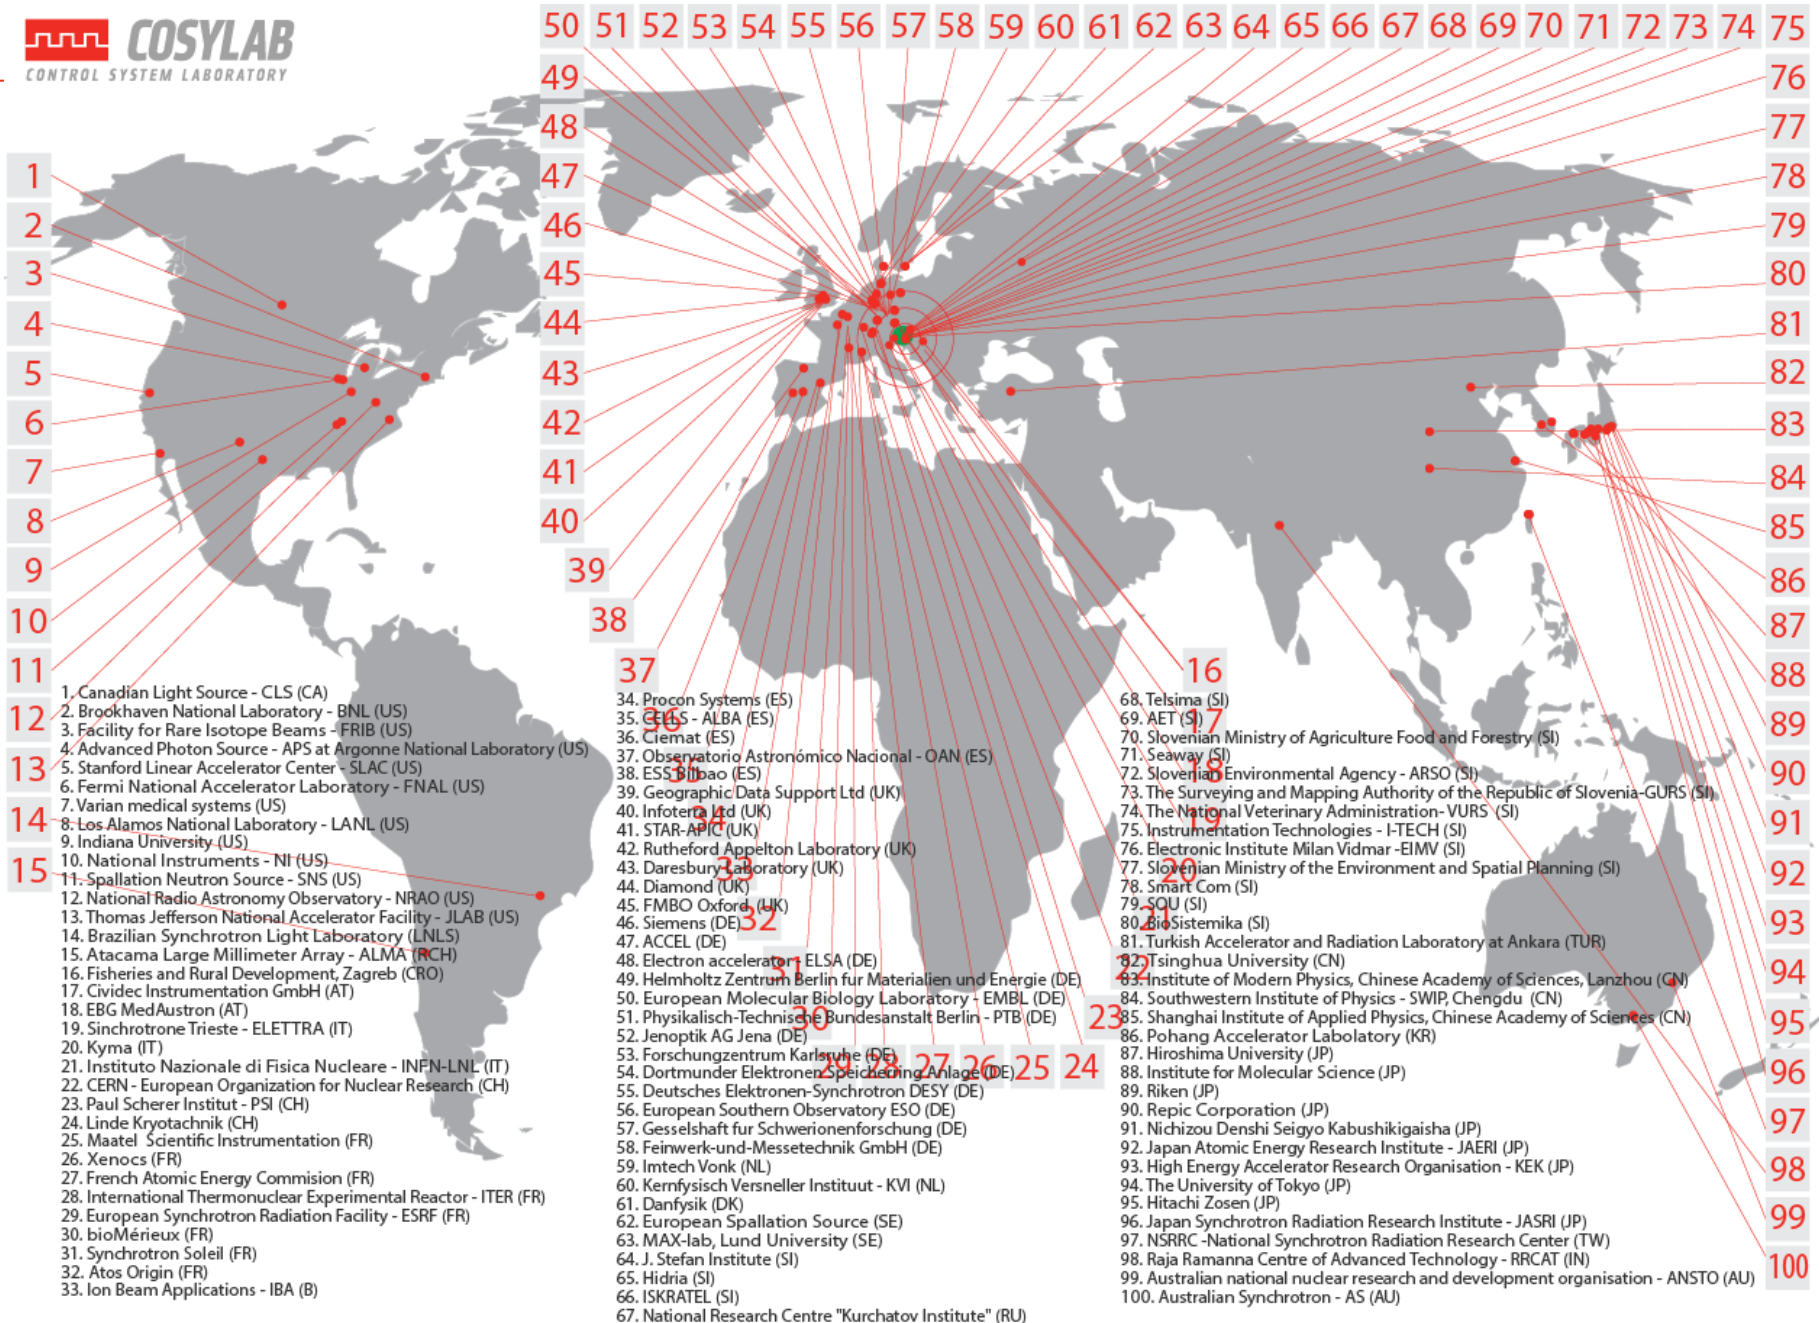 COSYLAB
CONTROL SYSTEM LABORATORY
50 51 52 53 54 55 56 57 58 59 60 61 62 63 64 65 66 67 68 69 70 71 72 73 74 75
49
48
47
46
45
44
43
42
41
40
39
38
37
36
35
34
33
32
31
30
29 28 27 26 25 24
23
22
21
20
19
18
17
16
76
77
78
79
80
81
82
83
84
85
86
87
88
89
90
91
92
93
94
95
96
97
98
99
100
1
2
3
4
5
6
7
8
9
10
11
12
13
14
15
1. Canadian Light Source - CLS (CA)
2. Brookhaven National Laboratory - BNL (US)
3. Facility for Rare Isotope Beams - FRIB (US)
4. Advanced Photon Source - APS at Argonne National Laboratory (US)
5. Stanford Linear Accelerator Center - SLAC (US)
6. Fermi National Accelerator Laboratory - FNAL (US)
7. Varian medical systems (US)
8. Los Alamos National Laboratory - LANL (US)
9. Indiana University (US)
10. National Instruments - NI (US)
11. Spallation Neutron Source - SNS (US)
12. National Radio Astronomy Observatory - NRAO (US)
13. Thomas Jefferson National Accelerator Facility - JLAB (US)
14. Brazilian Synchrotron Light Laboratory (LNLS)
15. Atacama Large Millimeter Array - ALMA (RCH)
16. Fisheries and Rural Development, Zagreb (CRO)
17. Cividec Instrumentation GmbH (AT)
18. EBG MedAustron (AT)
19. Sinchrotrone Trieste - ELETTRA (IT)
20. Kyma (IT)
21. Instituto Nazionale di Fisica Nucleare - INFN-LNL (IT)
22. CERN - European Organization for Nuclear Research (CH)
23. Paul Scherer Institut - PSI (CH)
24. Linde Kryotachnik (CH)
25. Maatel Scientific Instrumentation (FR)
26. Xenocs (FR)
27. French Atomic Energy Commision (FR)
28. International Thermonuclear Experimental Reactor - ITER (FR)
29. European Synchrotron Radiation Facility - ESRF (FR)
30. bioMérieux (FR)
31. Synchrotron Soleil (FR)
32. Atos Origin (FR)
33. Ion Beam Applications - IBA (B)
34. Procon Systems (ES)
35. CELLS - ALBA (ES)
36. Ciemat (ES)
37. Observatorio Astronómico Nacional - OAN (ES)
38. ESS Bilbao (ES)
39. Geographic Data Support Ltd (UK)
40. Infoterra Ltd (UK)
41. STAR-APIC (UK)
42. Rutheford Appelton Laboratory (UK)
43. Daresbury Laboratory (UK)
44. Diamond (UK)
45. FMBO Oxford, (UK)
46. Siemens (DE)
47. ACCEL (DE)
48. Electron accelerator - ELSA (DE)
49. Helmholtz Zentrum Berlin fur Materialien und Energie (DE)
50. European Molecular Biology Laboratory - EMBL (DE)
51. Physikalisch-Technische Bundesanstalt Berlin - PTB (DE)
52. Jenoptik AG Jena (DE)
53. Forschungzentrum Karlsruhe (DE)
54. Dortmunder Elektronen Speicherring Anlage (DE)
55. Deutsches Elektronen-Synchrotron DESY (DE)
56. European Southern Observatory ESO (DE)
57. Gesselshaft fur Schwerionenforschung (DE)
58. Feinwerk-und-Messetechnik GmbH (DE)
59. Imtech Vonk (NL)
60. Kernfysisch Versneller Instituut - KVI (NL)
61. Danfysik (DK)
62. European Spallation Source (SE)
63. MAX-lab, Lund University (SE)
64. J. Stefan Institute (SI)
65. Hidria (SI)
66. ISKRATEL (SI)
67. National Research Centre "Kurchatov Institute" (RU)
68. Telsima (SI)
69. AET (SI)
70. Slovenian Ministry of Agriculture Food and Forestry (SI)
71. Seaway (SI)
72. Slovenian Environmental Agency - ARSO (SI)
73. The Surveying and Mapping Authority of the Republic of Slovenia-GURS (SI)
74. The National Veterinary Administration- VURS (SI)
75. Instrumentation Technologies - I-TECH (SI)
76. Electronic Institute Milan Vidmar -EIMV (SI)
77. Slovenian Ministry of the Environment and Spatial Planning (SI)
78. Smart Com (SI)
79. SOU (SI)
80. BioSistemika (SI)
81. Turkish Accelerator and Radiation Laboratory at Ankara (TUR)
82. Tsinghua University (CN)
83. Institute of Modern Physics, Chinese Academy of Sciences, Lanzhou (CN)
84. Southwestern Institute of Physics - SWIP, Chengdu (CN)
85. Shanghai Institute of Applied Physics, Chinese Academy of Sciences (CN)
86. Pohang Accelerator Labolatory (KR)
87. Hiroshima University (JP)
88. Institute for Molecular Science (JP)
89. Riken (JP)
90. Repic Corporation (JP)
91. Nichizou Denshi Seigyo Kabushikigaisha (JP)
92. Japan Atomic Energy Research Institute - JAERI (JP)
93. High Energy Accelerator Research Organisation - KEK (JP)
94. The University of Tokyo (JP)
95. Hitachi Zosen (JP)
96. Japan Synchrotron Radiation Research Institute - JASRI (JP)
97. NSRRC -National Synchrotron Radiation Research Center (TW)
98. Raja Ramanna Centre of Advanced Technology - RRCAT (IN)
99. Australian national nuclear research and development organisation - ANSTO (AU)
100. Australian Synchrotron - AS (AU)